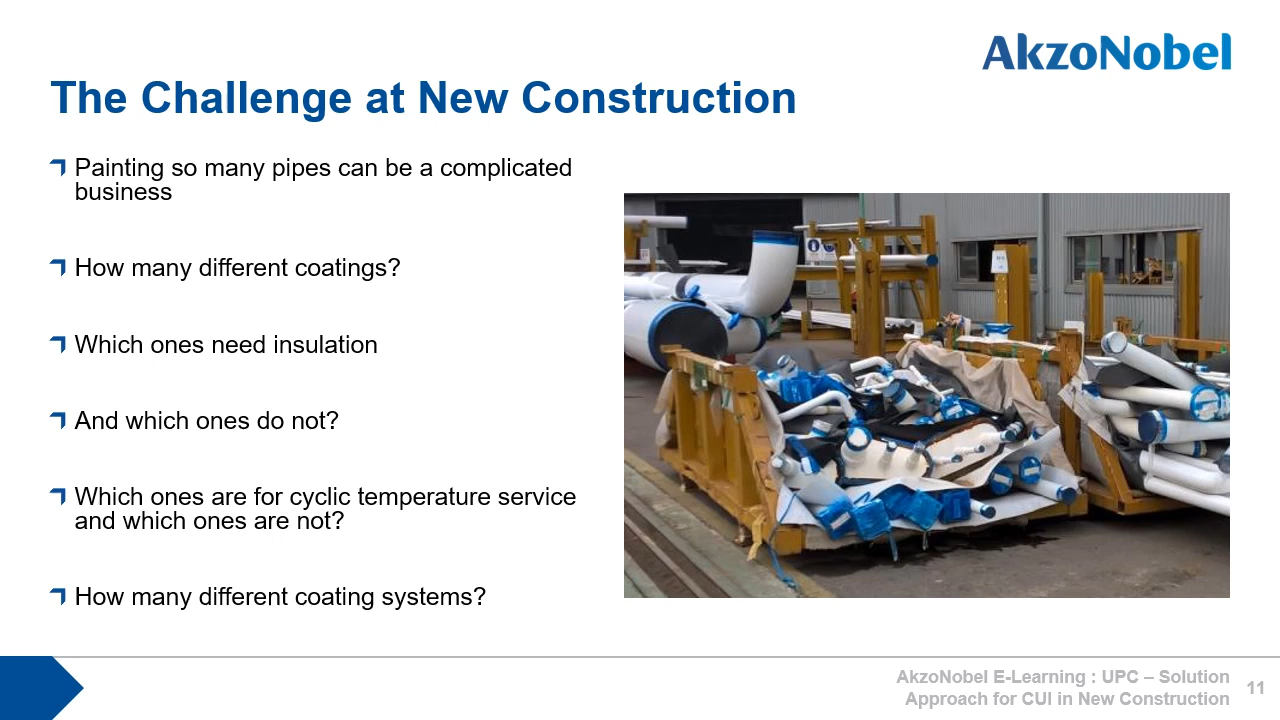 AkzoNobel
The Challenge at New Construction
Painting so many pipes can be a complicated
business
How many different coatings?
Which ones need insulation
And which ones do not?
Which ones are for cyclic temperature service
and which ones are not?
How many different coating systems?
AkzoNobel E-Learning : UPC – Solution
Approach for CUI in New Construction
11